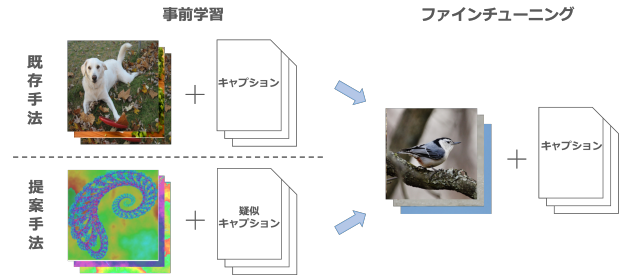 事前学習
ファインチューニング
既存手法
キャプション
キャプション
提案手法
疑似
キャプション